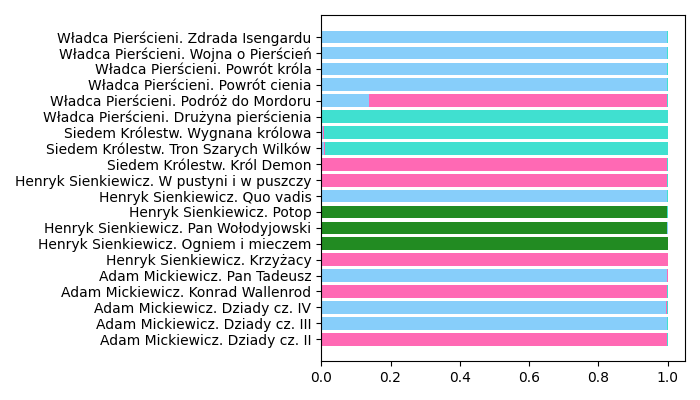 Władca Pierścieni. Zdrada Isengardu
Władca Pierścieni. Wojna o Pierścień
Władca Pierścieni. Powrót króla
Władca Pierścieni. Powrót cienia
Władca Pierścieni. Podróż do Mordoru
Władca Pierścieni. Drużyna pierścienia
Siedem Królestw. Wygnana królowa
Siedem Królestw. Tron Szarych Wilków
Siedem Królestw. Król Demon
Henryk Sienkiewicz. W pustyni i w puszczy
Henryk Sienkiewicz. Quo vadis
Henryk Sienkiewicz. Potop
Henryk Sienkiewicz. Pan Wołodyjowski
Henryk Sienkiewicz. Ogniem i mieczem
Henryk Sienkiewicz. Krzyżacy
Adam Mickiewicz. Pan Tadeusz
Adam Mickiewicz. Konrad Wallenrod
Adam Mickiewicz. Dziady cz. IV
Adam Mickiewicz. Dziady cz. III
Adam Mickiewicz. Dziady cz. II
0.0 0.2 0.4 0.6 0.8 1.0